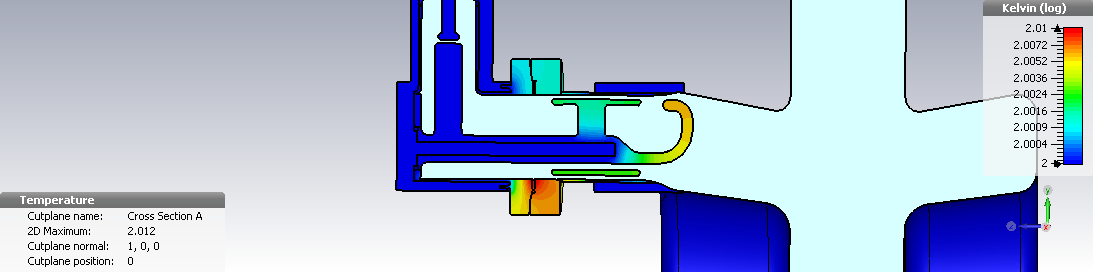 Kelvin (log)
2.01
2.0072
2.0052
2.0036
2.0024
2.0016
2.0009
2.0004
2
y
z
x
Temperature
Cutplane name: Cross Section A
2D Maximum: 2.012
Cutplane normal: 1, 0, 0
Cutplane position: 0